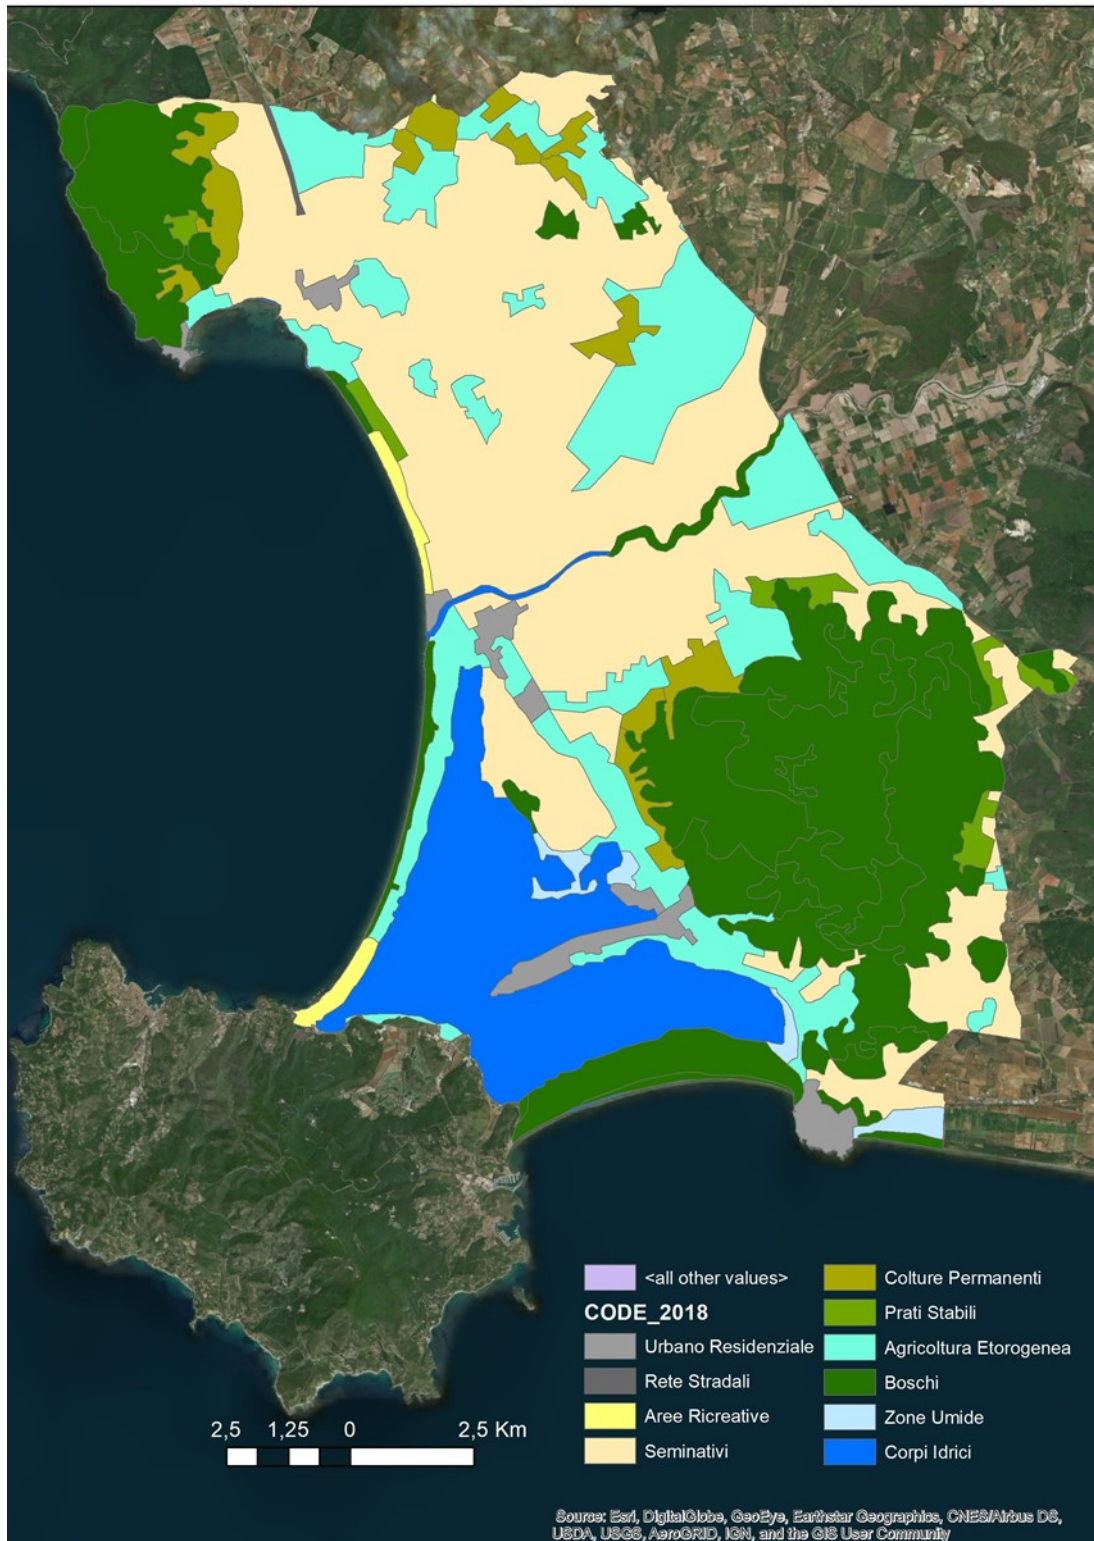 <all other values>
CODE_2018
Urbano Residenziale
Rete Stradali
Aree Ricreative
Seminativi
Colture Permanenti
Prati Stabili
Agricoltura Etorogenea
Boschi
Zone Umide
Corpi Idrici
2,5 1,25 0 2,5 Km
Source: Esri, DigitalGlobe, GeoEye, Earthstar Geographics, CNES/Airbus DS,
USDA, USGS, AeroGRID, IGN, and the GIS User Community